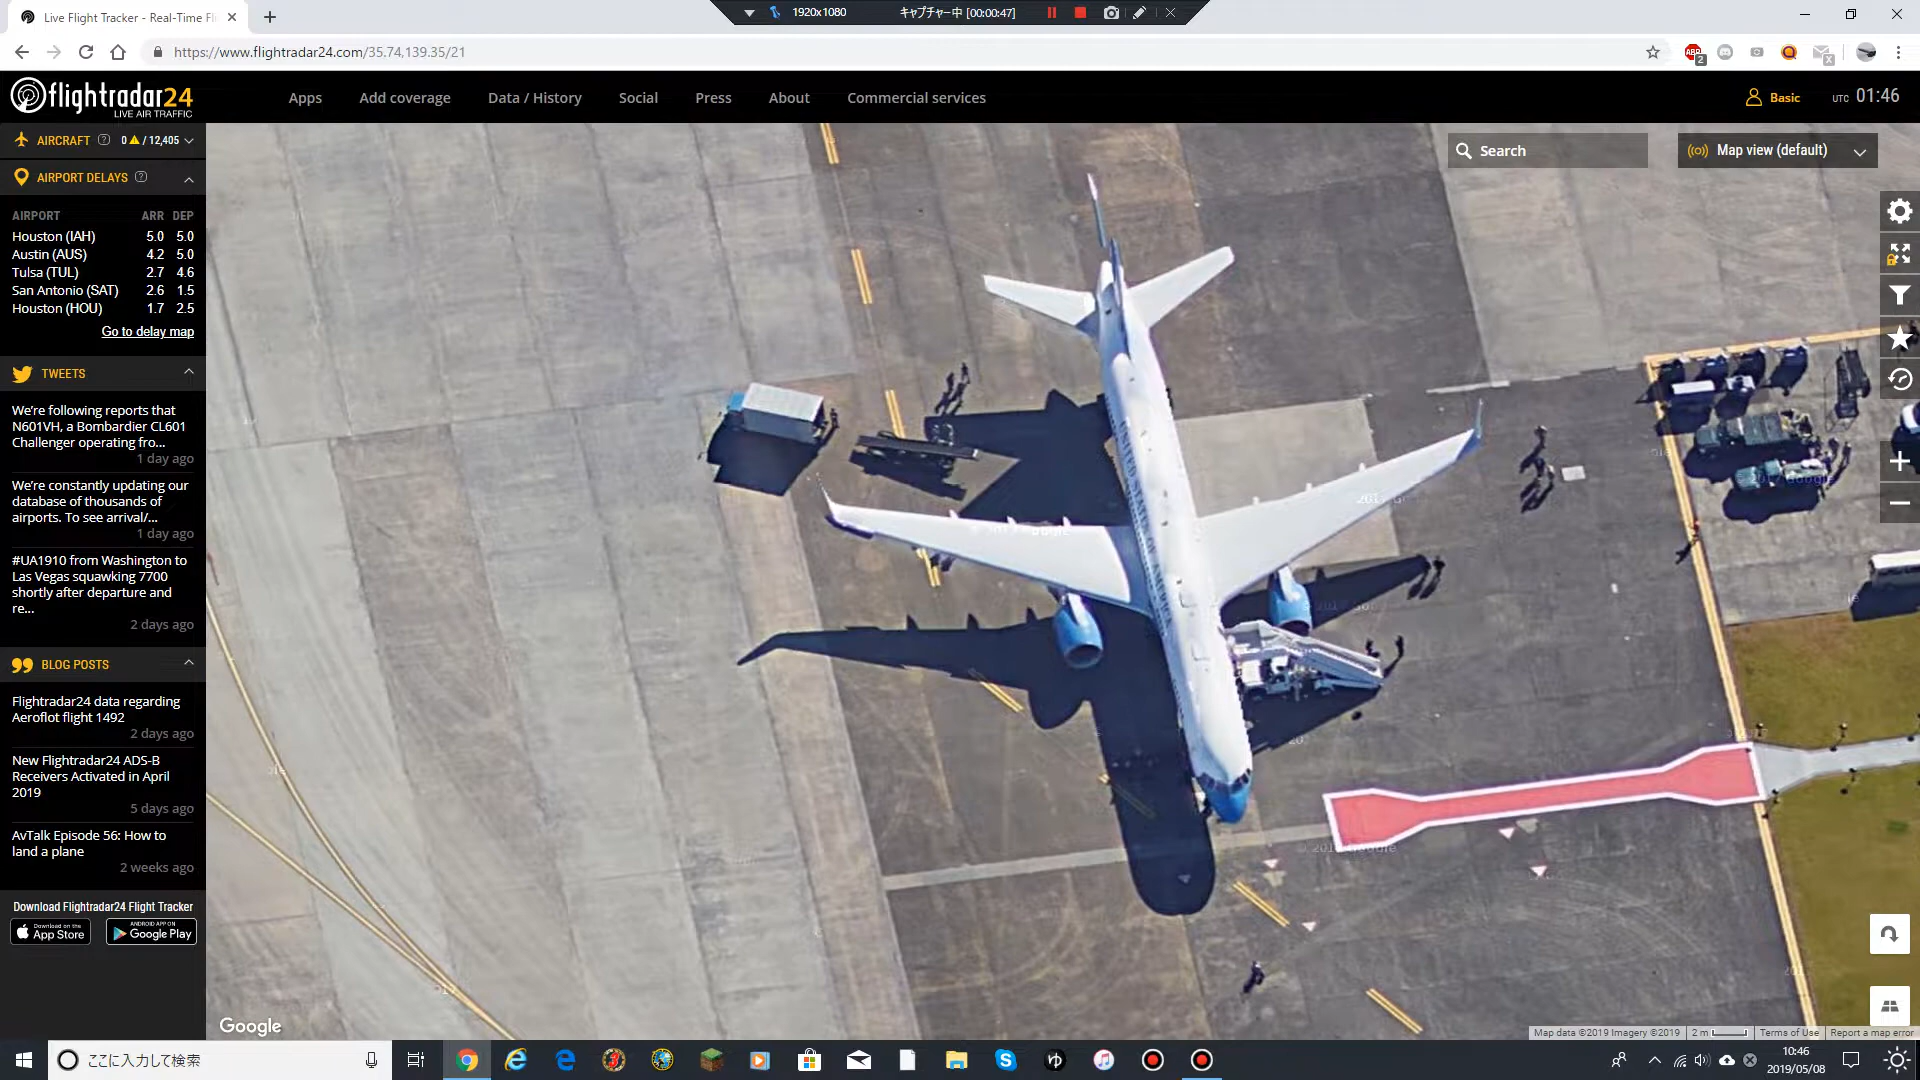 Live Flight Tracker - Real-Time Fli
1920x1080
キャプチャー中 [00:00:47]
https://www.flightradar24.com/35.74,139.35/21
ABP
2
x
flightradar24
LIVE AIR TRAFFIC
Apps
Add coverage
Data / History
Social
Press
About
Commercial services
Basic
UTC 01:46
AIRCRAFT ? 0 / 12,405
Search
Map view (default)
AIRPORT DELAYS ?
AIRPORT ARR DEP
Houston (IAH) 5.0 5.0
Austin (AUS) 4.2 5.0
Tulsa (TUL) 2.7 4.6
San Antonio (SAT) 2.6 1.5
Houston (HOU) 1.7 2.5
Go to delay map
TWEETS
We're following reports that
N601VH, a Bombardier CL601
Challenger operating fro...
1 day ago
We're constantly updating our
database of thousands of
airports. To see arrival/...
1 day ago
#UA1910 from Washington to
Las Vegas squawking 7700
shortly after departure and
re...
2 days ago
BLOG POSTS
Flightradar24 data regarding
Aeroflot flight 1492
2 days ago
New Flightradar24 ADS-B
Receivers Activated in April
2019
5 days ago
AvTalk Episode 56: How to
land a plane
2 weeks ago
Download Flightradar24 Flight Tracker
Download on the
App Store
ANDROID APP ON
Google Play
Google
Map data ©2019 Imagery ©2019
2 m
Terms of Use
Report a map error
ここに入力して検索
10:46
2019/05/08